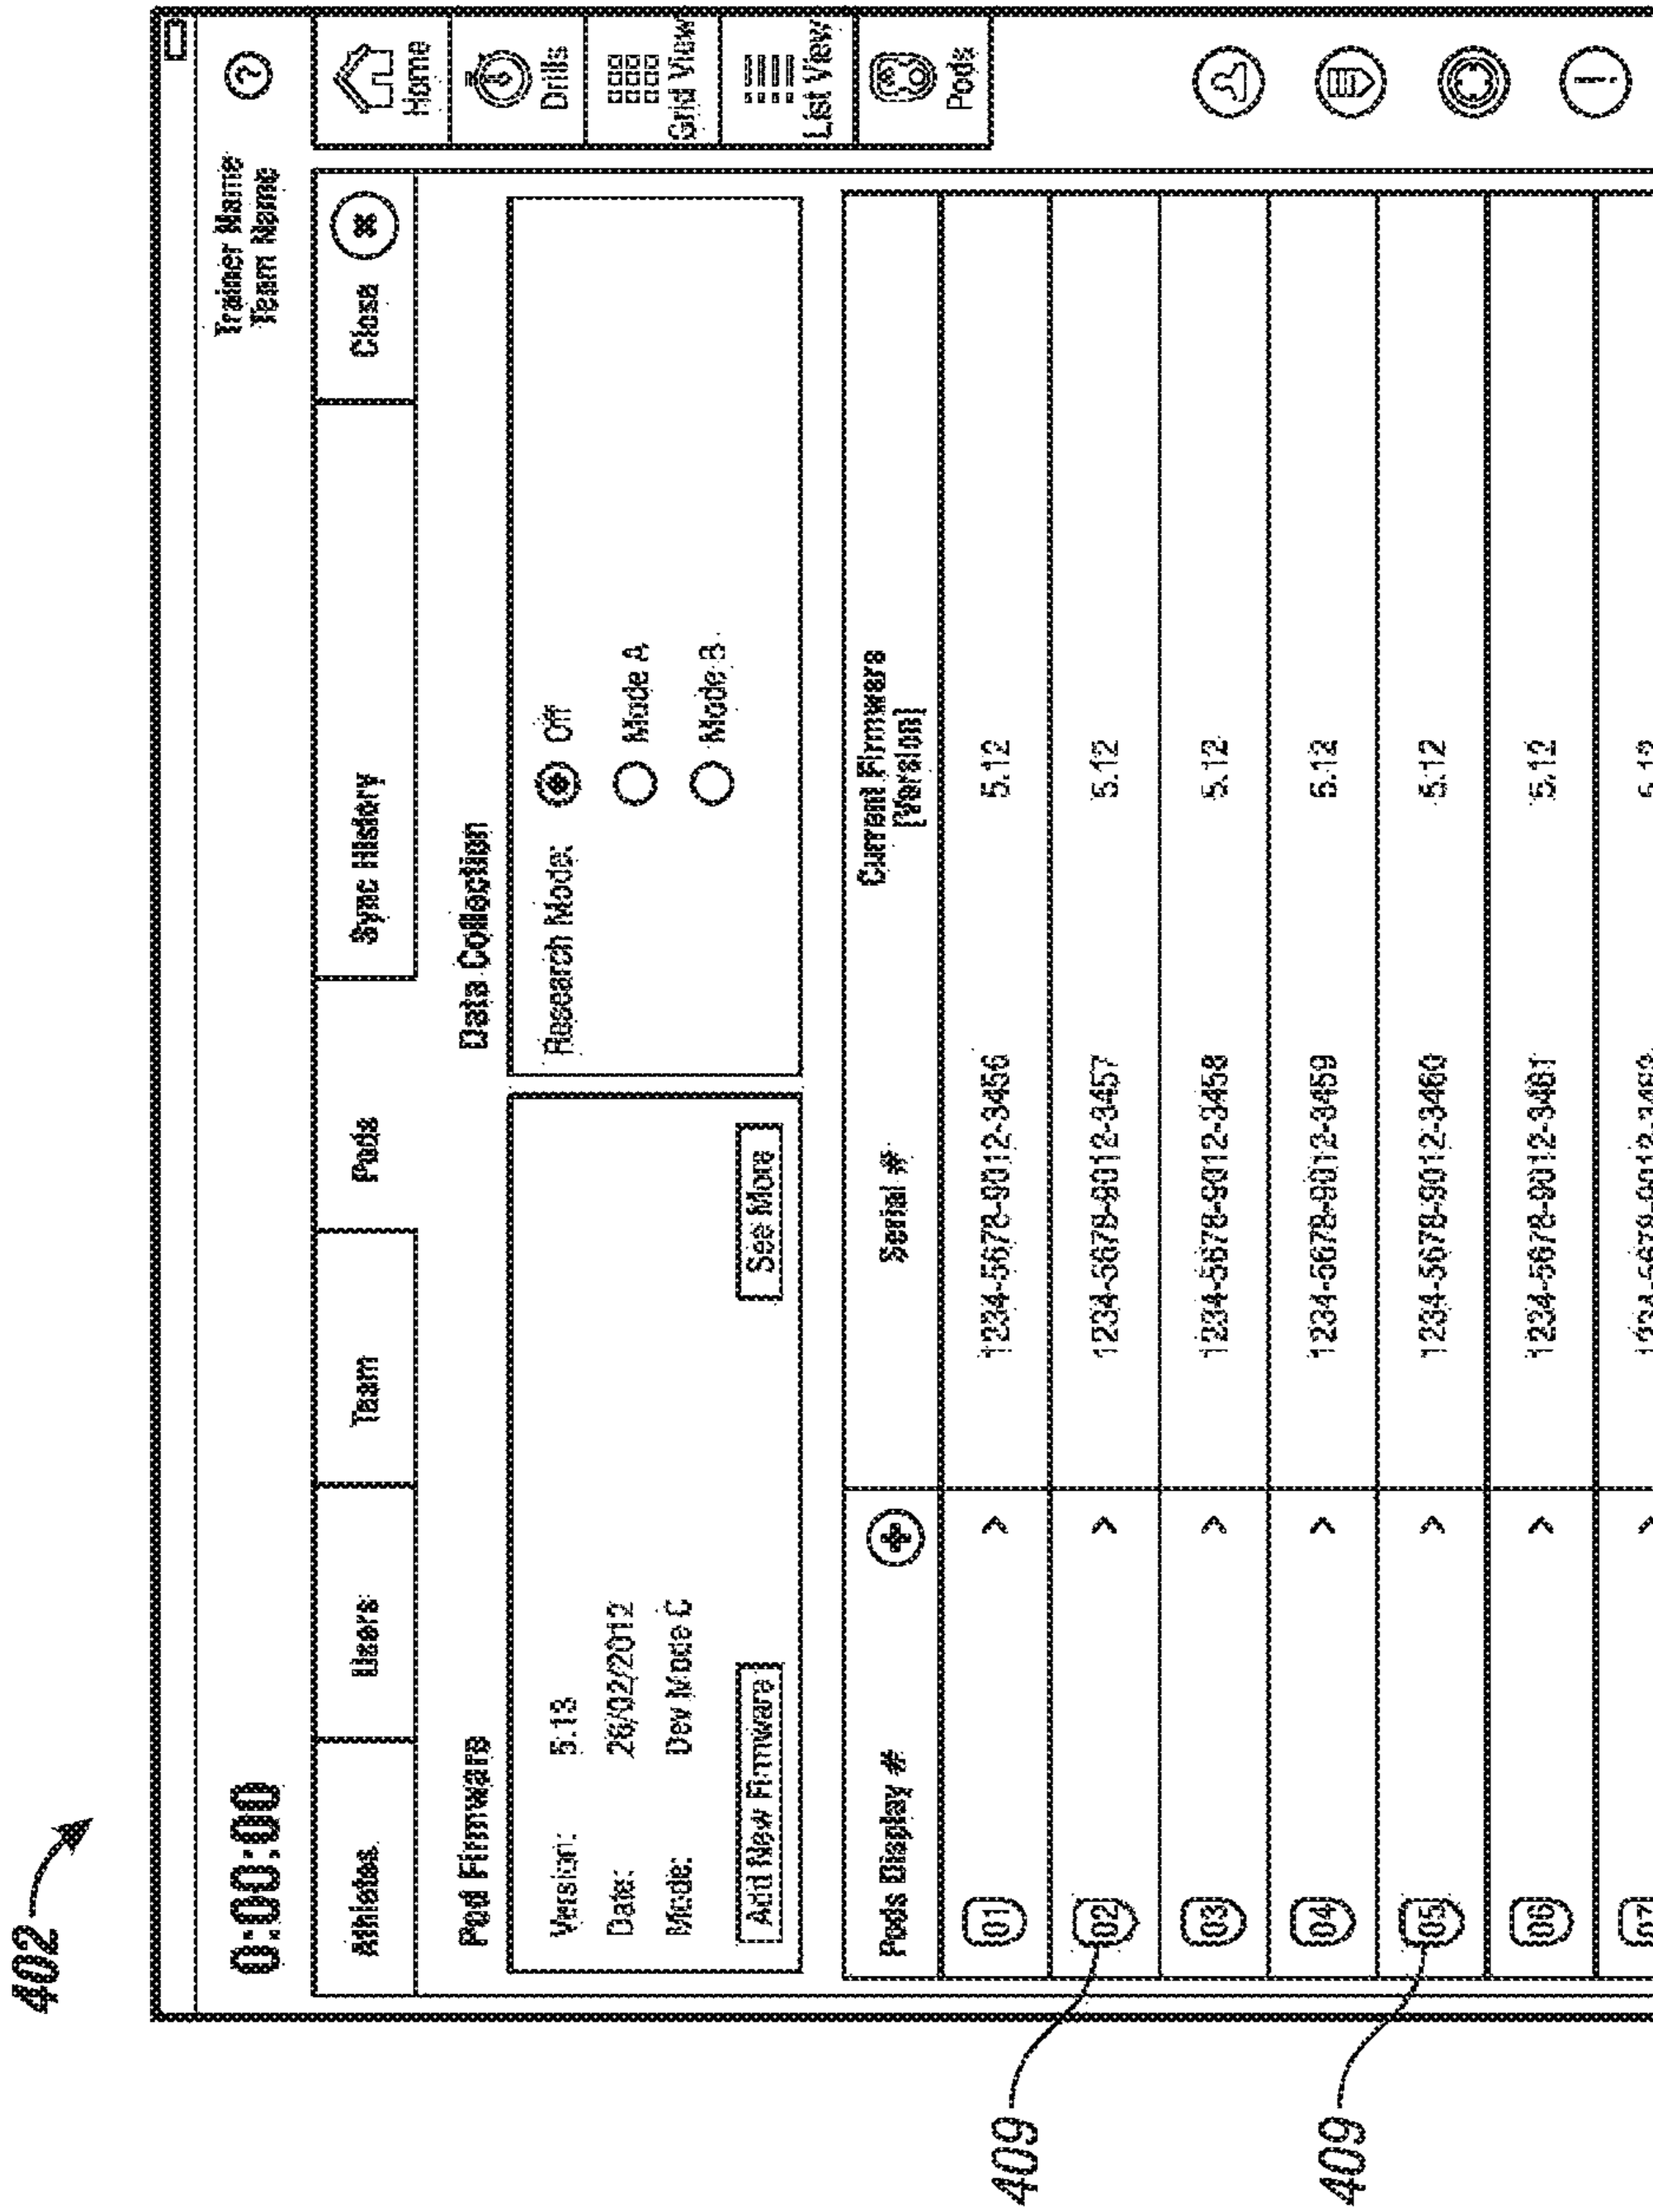 402
0:00:00
Trainer Name
Team Name
?
Athletes
Users
Team
Pods
Sync History
Close
Home
Drills
Grid View
List View
Pods
Pod Firmware
Version: 5.13
Date: 26/02/2012
Mode: Dev Mode C
Add New Firmware
See More
Data Collection
Research Mode: Off
Mode A
Mode B
Pods Display #
Serial #
Current Firmware
[Version]
01 > 1234-5678-9012-3456 5.12
02 > 1234-5678-9012-3457 5.12
03 > 1234-5678-9012-3458 5.12
04 > 1234-5678-9012-3459 5.12
05 > 1234-5678-9012-3460 5.12
06 > 1234-5678-9012-3461 5.12
07
409
409